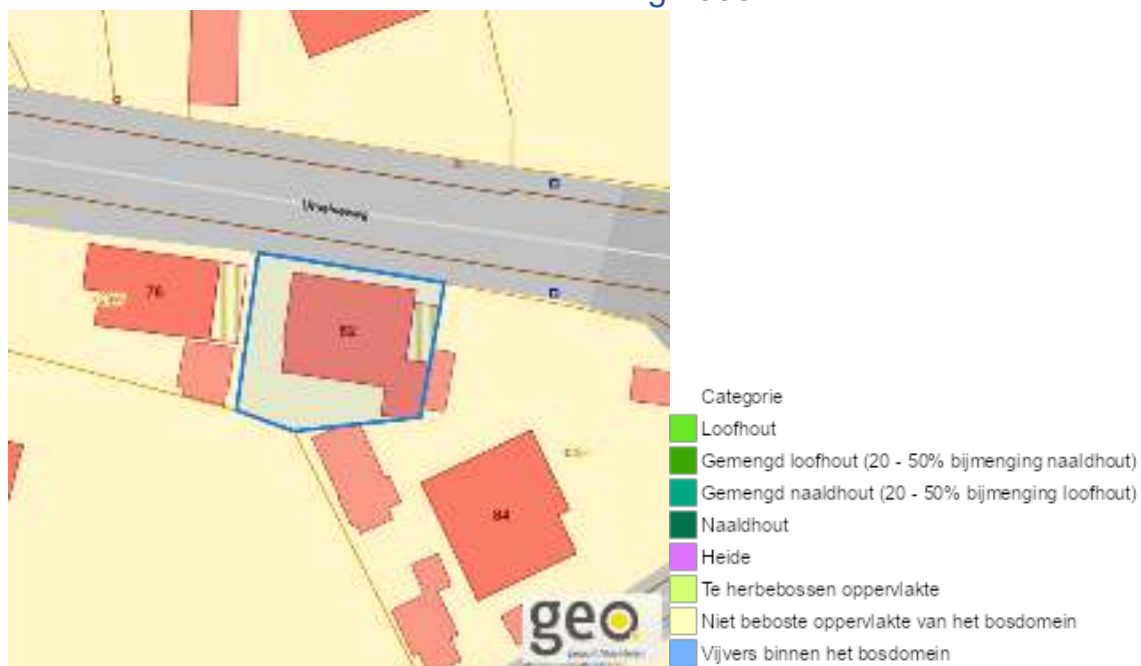 76
84
geo
Categorie
Loofhout
Gemengd loofhout (20 - 50% bijmenging naaldhout)
Gemengd naaldhout (20 - 50% bijmenging loofhout)
Naaldhout
Heide
Te herbebossen oppervlakte
Niet beboste oppervlakte van het bosdomein
Vijvers binnen het bosdomein